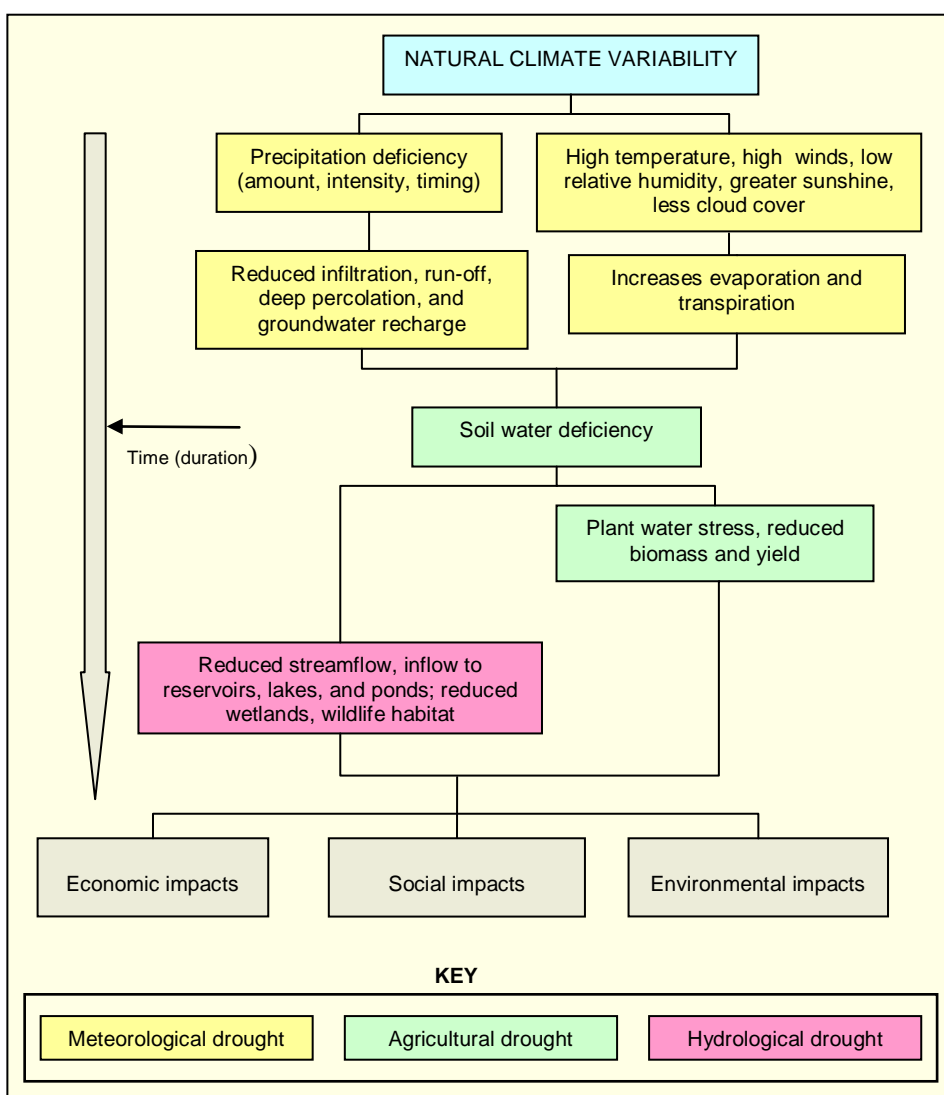 NATURAL CLIMATE VARIABILITY
Precipitation deficiency
(amount, intensity, timing)
High temperature, high winds, low
relative humidity, greater sunshine,
less cloud cover
Reduced infiltration, run-off,
deep percolation, and
groundwater recharge
Increases evaporation and
transpiration
Soil water deficiency
Time (duration)
Plant water stress, reduced
biomass and yield
Reduced streamflow, inflow to
reservoirs, lakes, and ponds; reduced
wetlands, wildlife habitat
Economic impacts
Social impacts
Environmental impacts
KEY
Meteorological drought
Agricultural drought
Hydrological drought